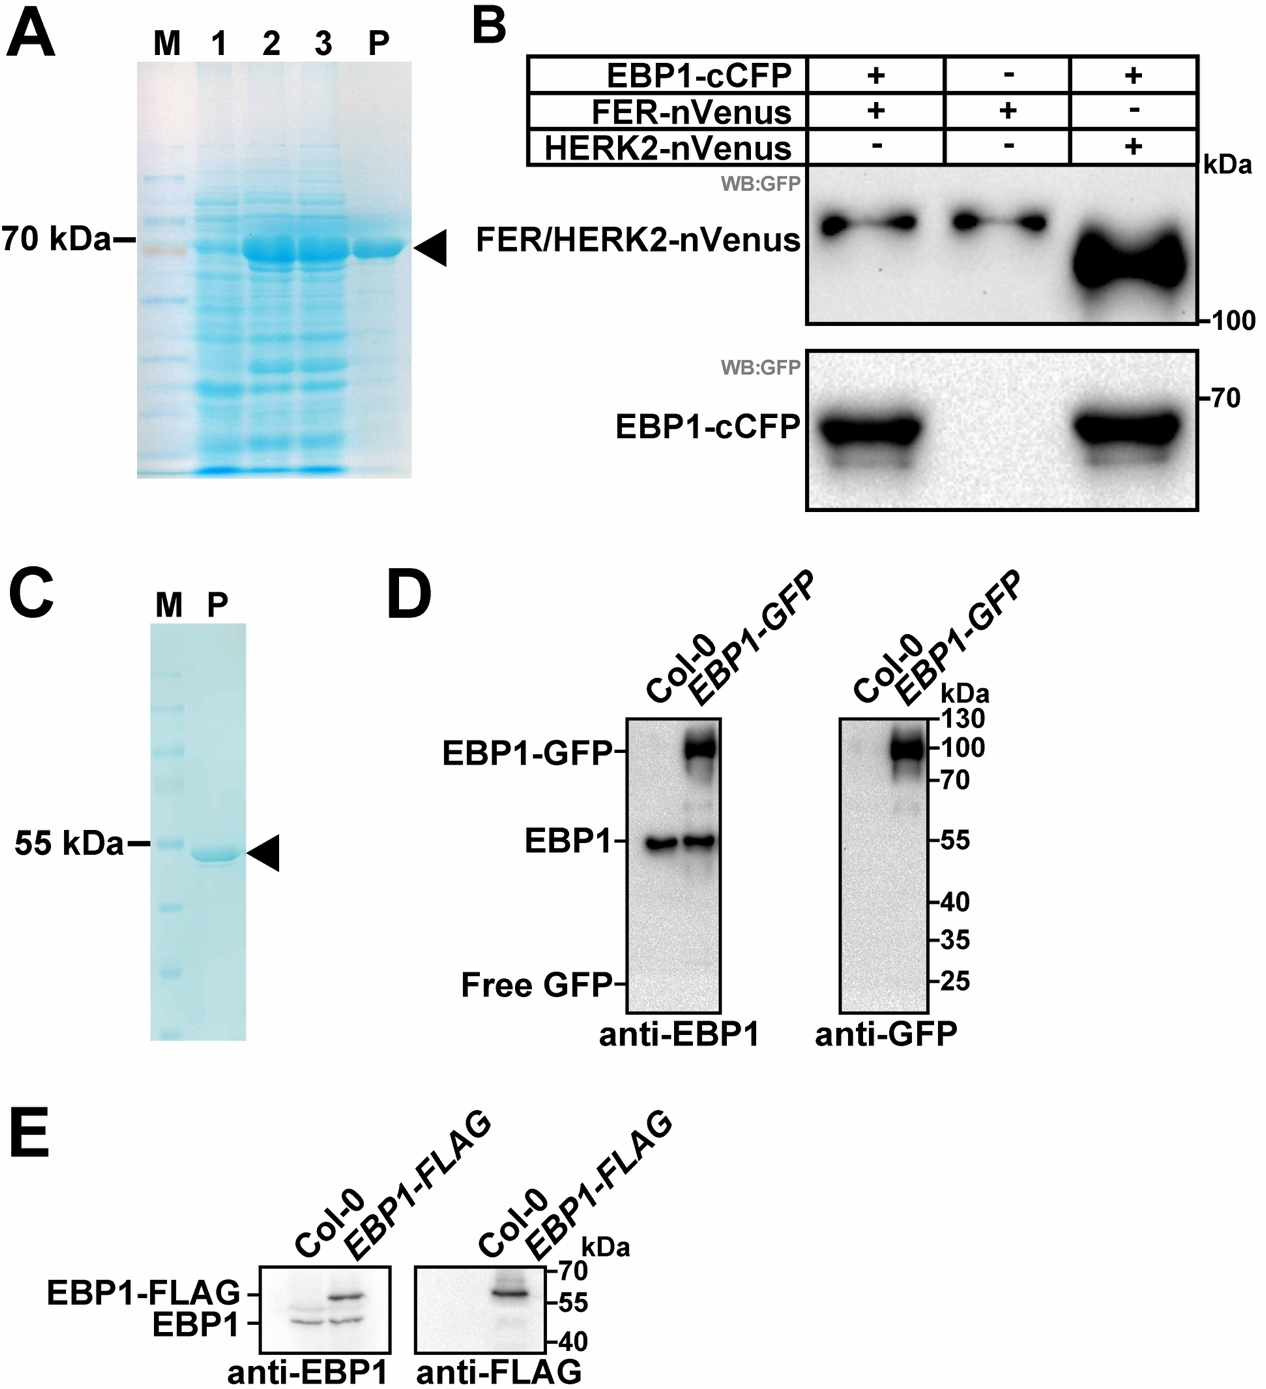 A
M 1 2 3 P
70 kDa
B
EBP1-cCFP + - +
FER-nVenus + + -
HERK2-nVenus - - +
kDa
WB:GFP
FER/HERK2-nVenus
100
WB:GFP
70
EBP1-cCFP
C
M P
55 kDa
D
Col-0
EBP1-GFP
Col-0
EBP1-GFP
kDa
EBP1-GFP
EBP1
Free GFP
130
100
70
55
40
35
25
anti-EBP1
anti-GFP
E
Col-0
EBP1-FLAG
Col-0
EBP1-FLAG
kDa
EBP1-FLAG
EBP1
70
55
40
anti-EBP1
anti-FLAG